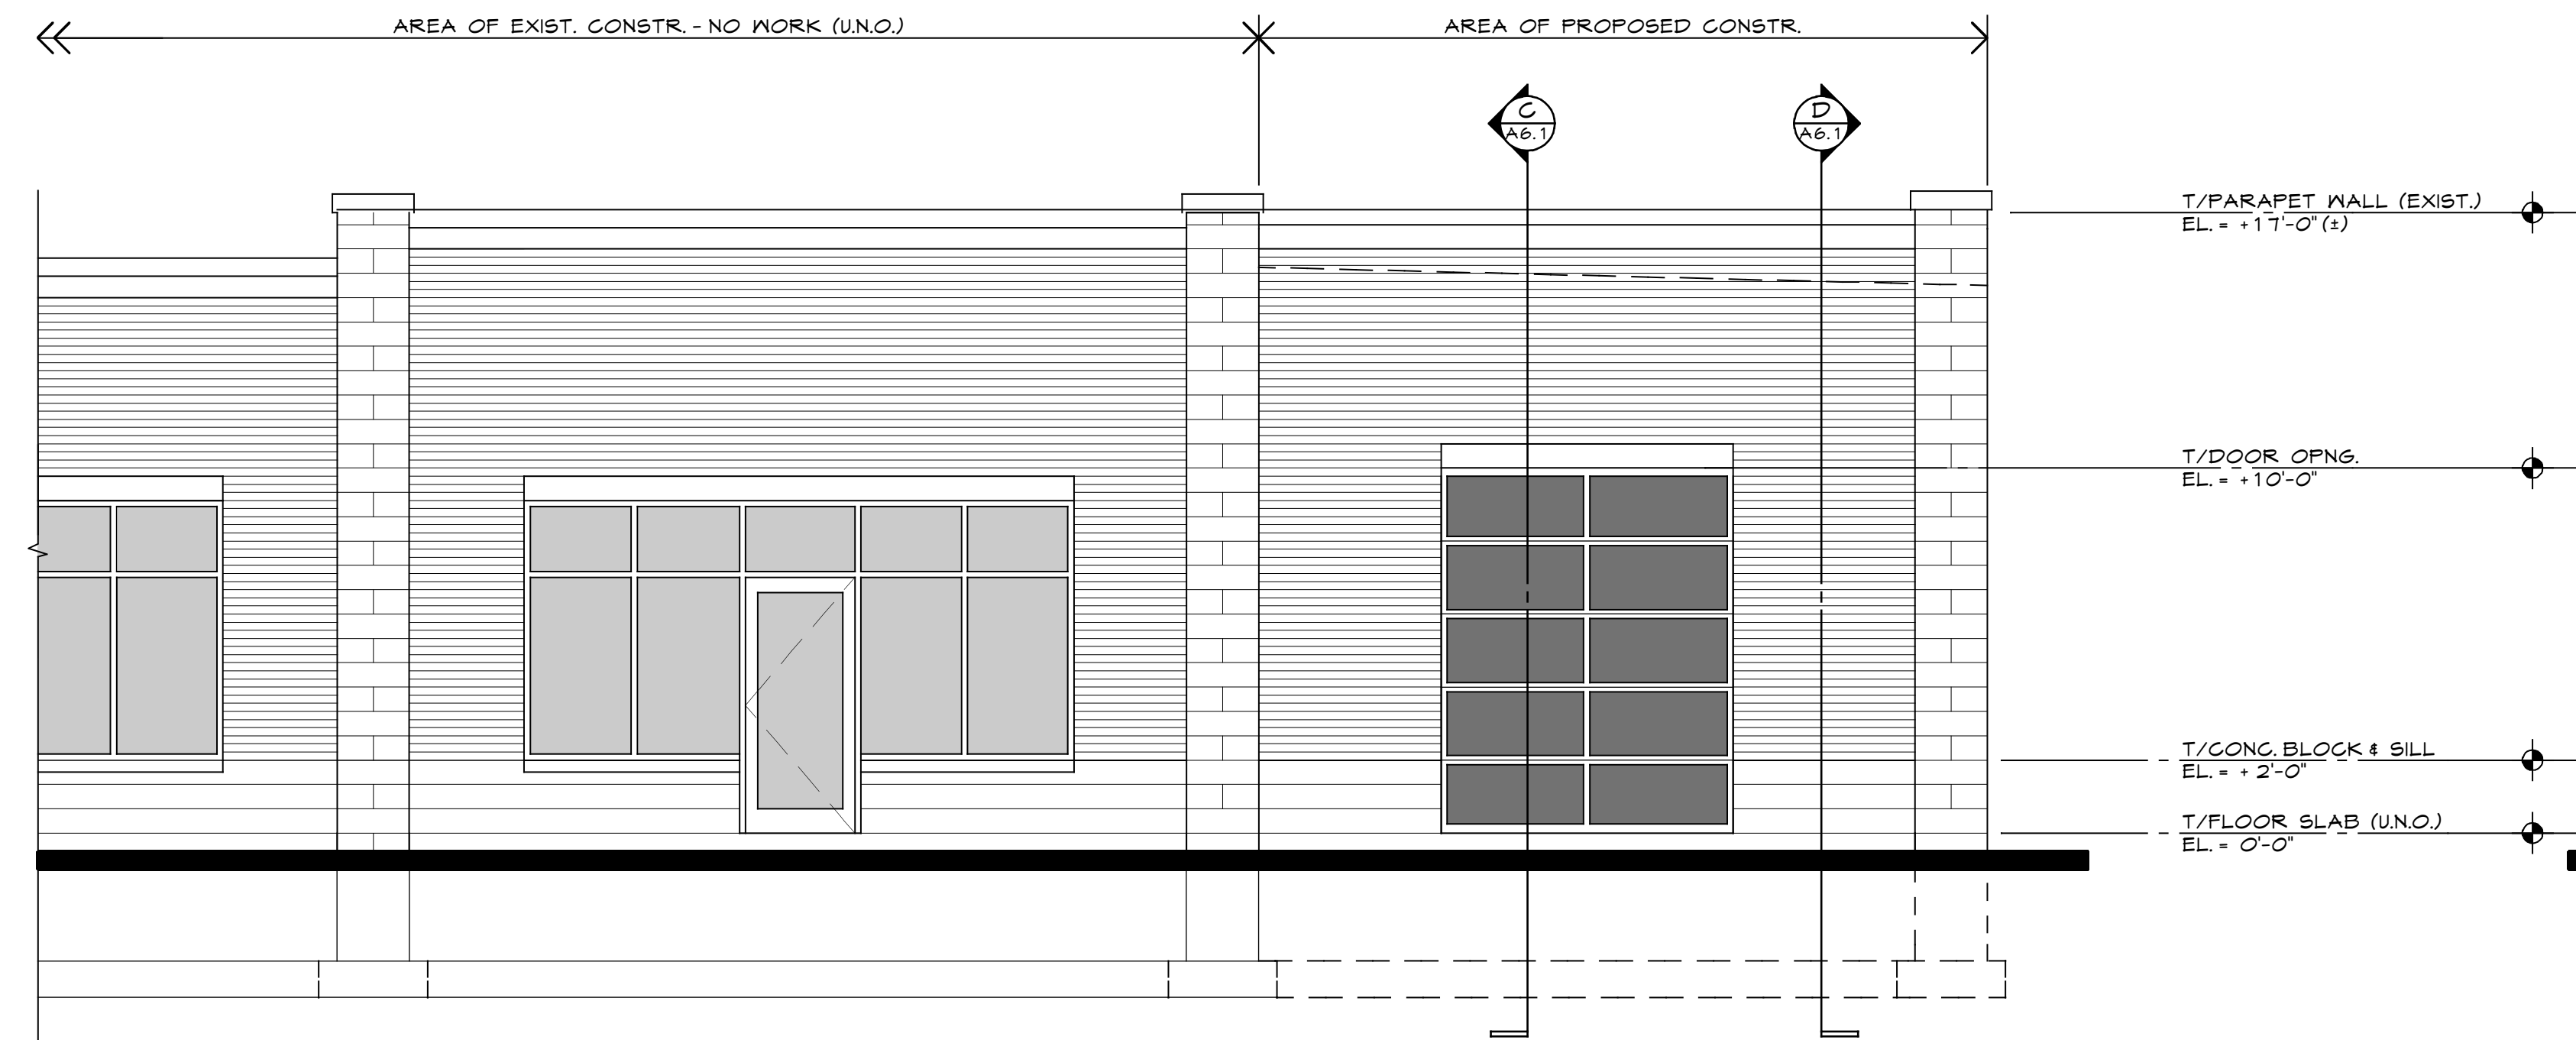 AREA OF EXIST. CONSTR. - NO WORK (U.N.O.)
AREA OF PROPOSED CONSTR.
C
A6.1
D
A6.1
T/PARAPET WALL (EXIST.)
EL. = +17'-0" (±)
T/DOOR OPNG.
EL. = +10'-0"
T/CONC. BLOCK & SILL
EL. = + 2'-0"
T/FLOOR SLAB (U.N.O.)
EL. = 0'-0"